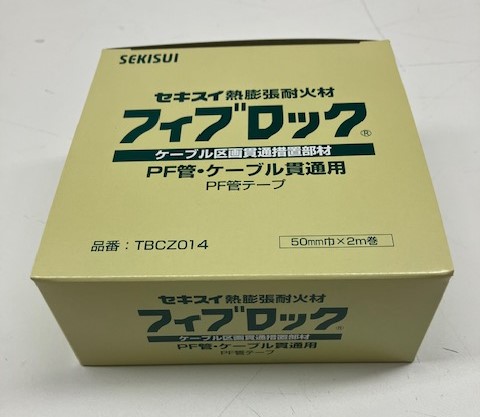 SEKISUI
セキスイ熱膨張耐火材
フィブロック®
ケーブル区画貫通措置部材
PF管・ケーブル貫通用
PF管テープ
品番：TBCZ014
50mm巾×2m巻
セキスイ熱膨張耐火材
フィブロック®
ケーブル区画貫通措置部材
PF管・ケーブル貫通用
PF管テープ